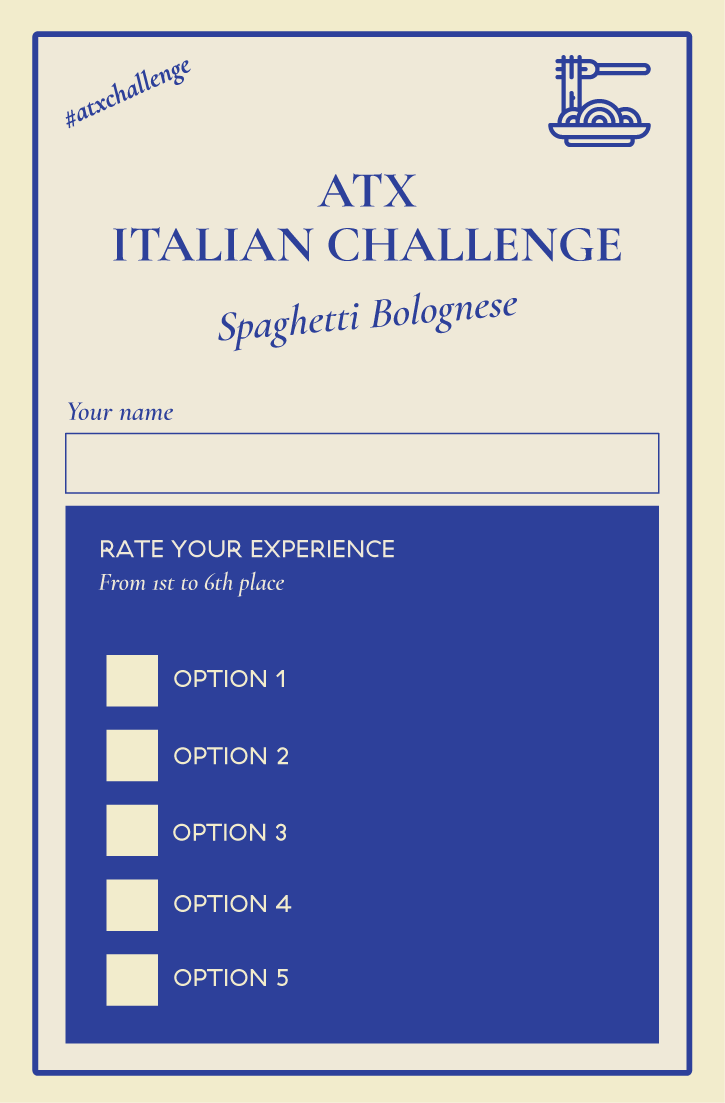 #atxchallenge
ATX
ITALIAN CHALLENGE
Spaghetti Bolognese
Your name
RATE YOUR EXPERIENCE
From 1st to 6th place
OPTION 1
OPTION 2
OPTION 3
OPTION 4
OPTION 5